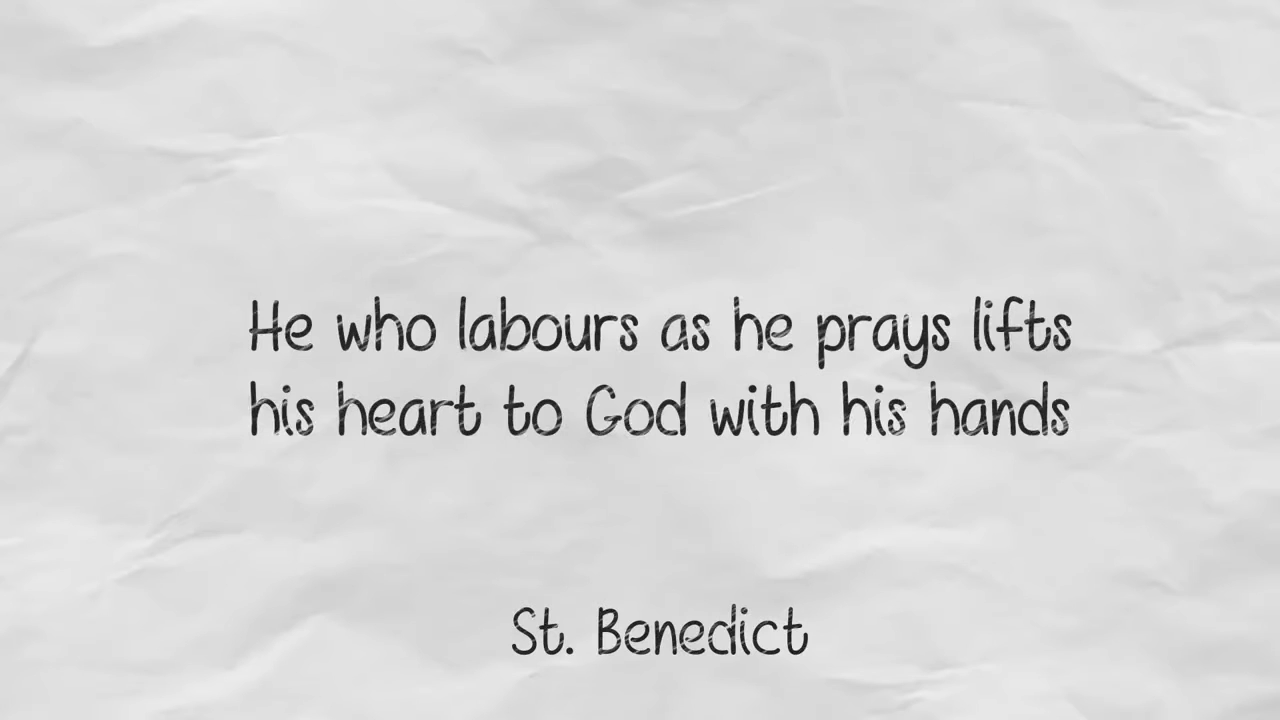 He who labours as he prays lifts
his heart to God with his hands
St. Benedict